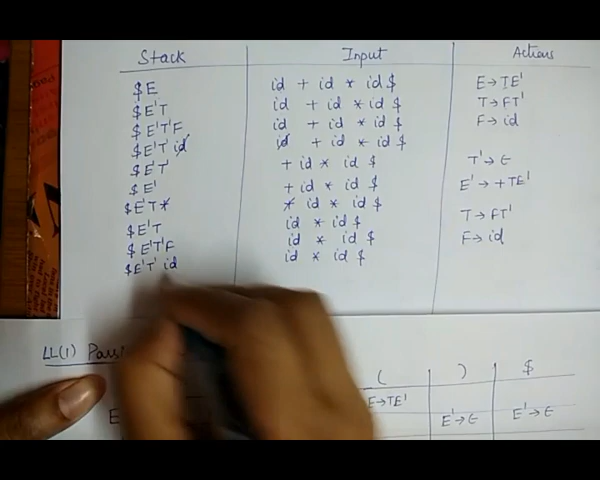 Stack Input Actions
$E id + id * id $ E→TE'
$E'T id + id * id $ T→FT'
$E'T'F id + id * id $ F→id
$E'T' id id + id * id $
$E'T' + id * id $ T'→ϵ
$E' + id * id $ E'→+TE'
$E'T* * id * id $
$E'T id * id $ T→FT'
$E'T'F id * id $ F→id
$E'T' id id * id $
LL(1)
( ) $
E E→TE'
E'→ϵ E'→ϵ